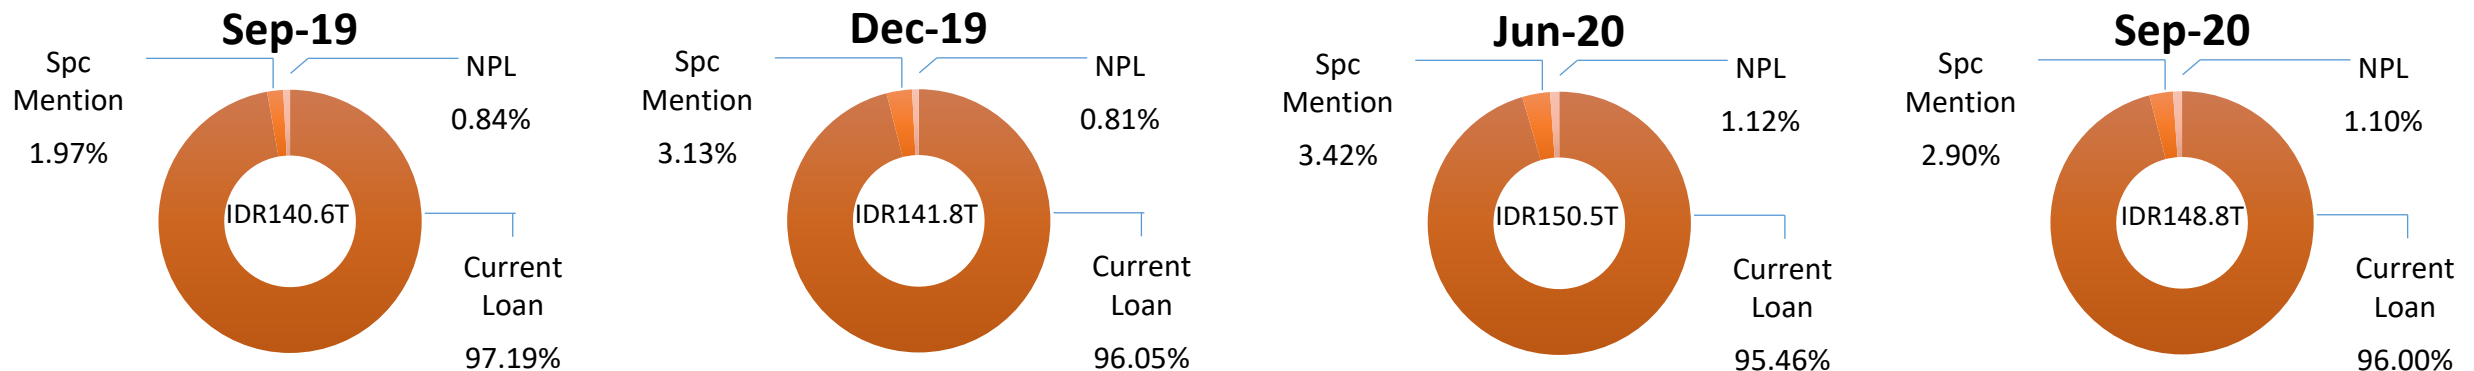 Sep-19
Spc
Mention
1.97%
NPL
0.84%
IDR140.6T
Current
Loan
97.19%
Dec-19
Spc
Mention
3.13%
NPL
0.81%
IDR141.8T
Current
Loan
96.05%
Jun-20
Spc
Mention
3.42%
NPL
1.12%
IDR150.5T
Current
Loan
95.46%
Sep-20
Spc
Mention
2.90%
NPL
1.10%
IDR148.8T
Current
Loan
96.00%